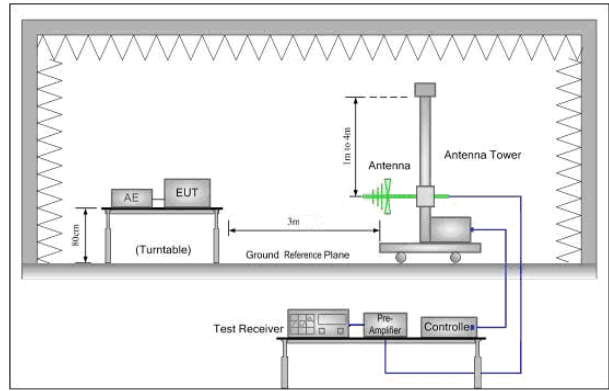 1m to 4m
Antenna
Antenna Tower
AE
EUT
3m
80cm
(Turntable)
Ground Reference Plane
Test Receiver
Pre-
Amplifier
Controller